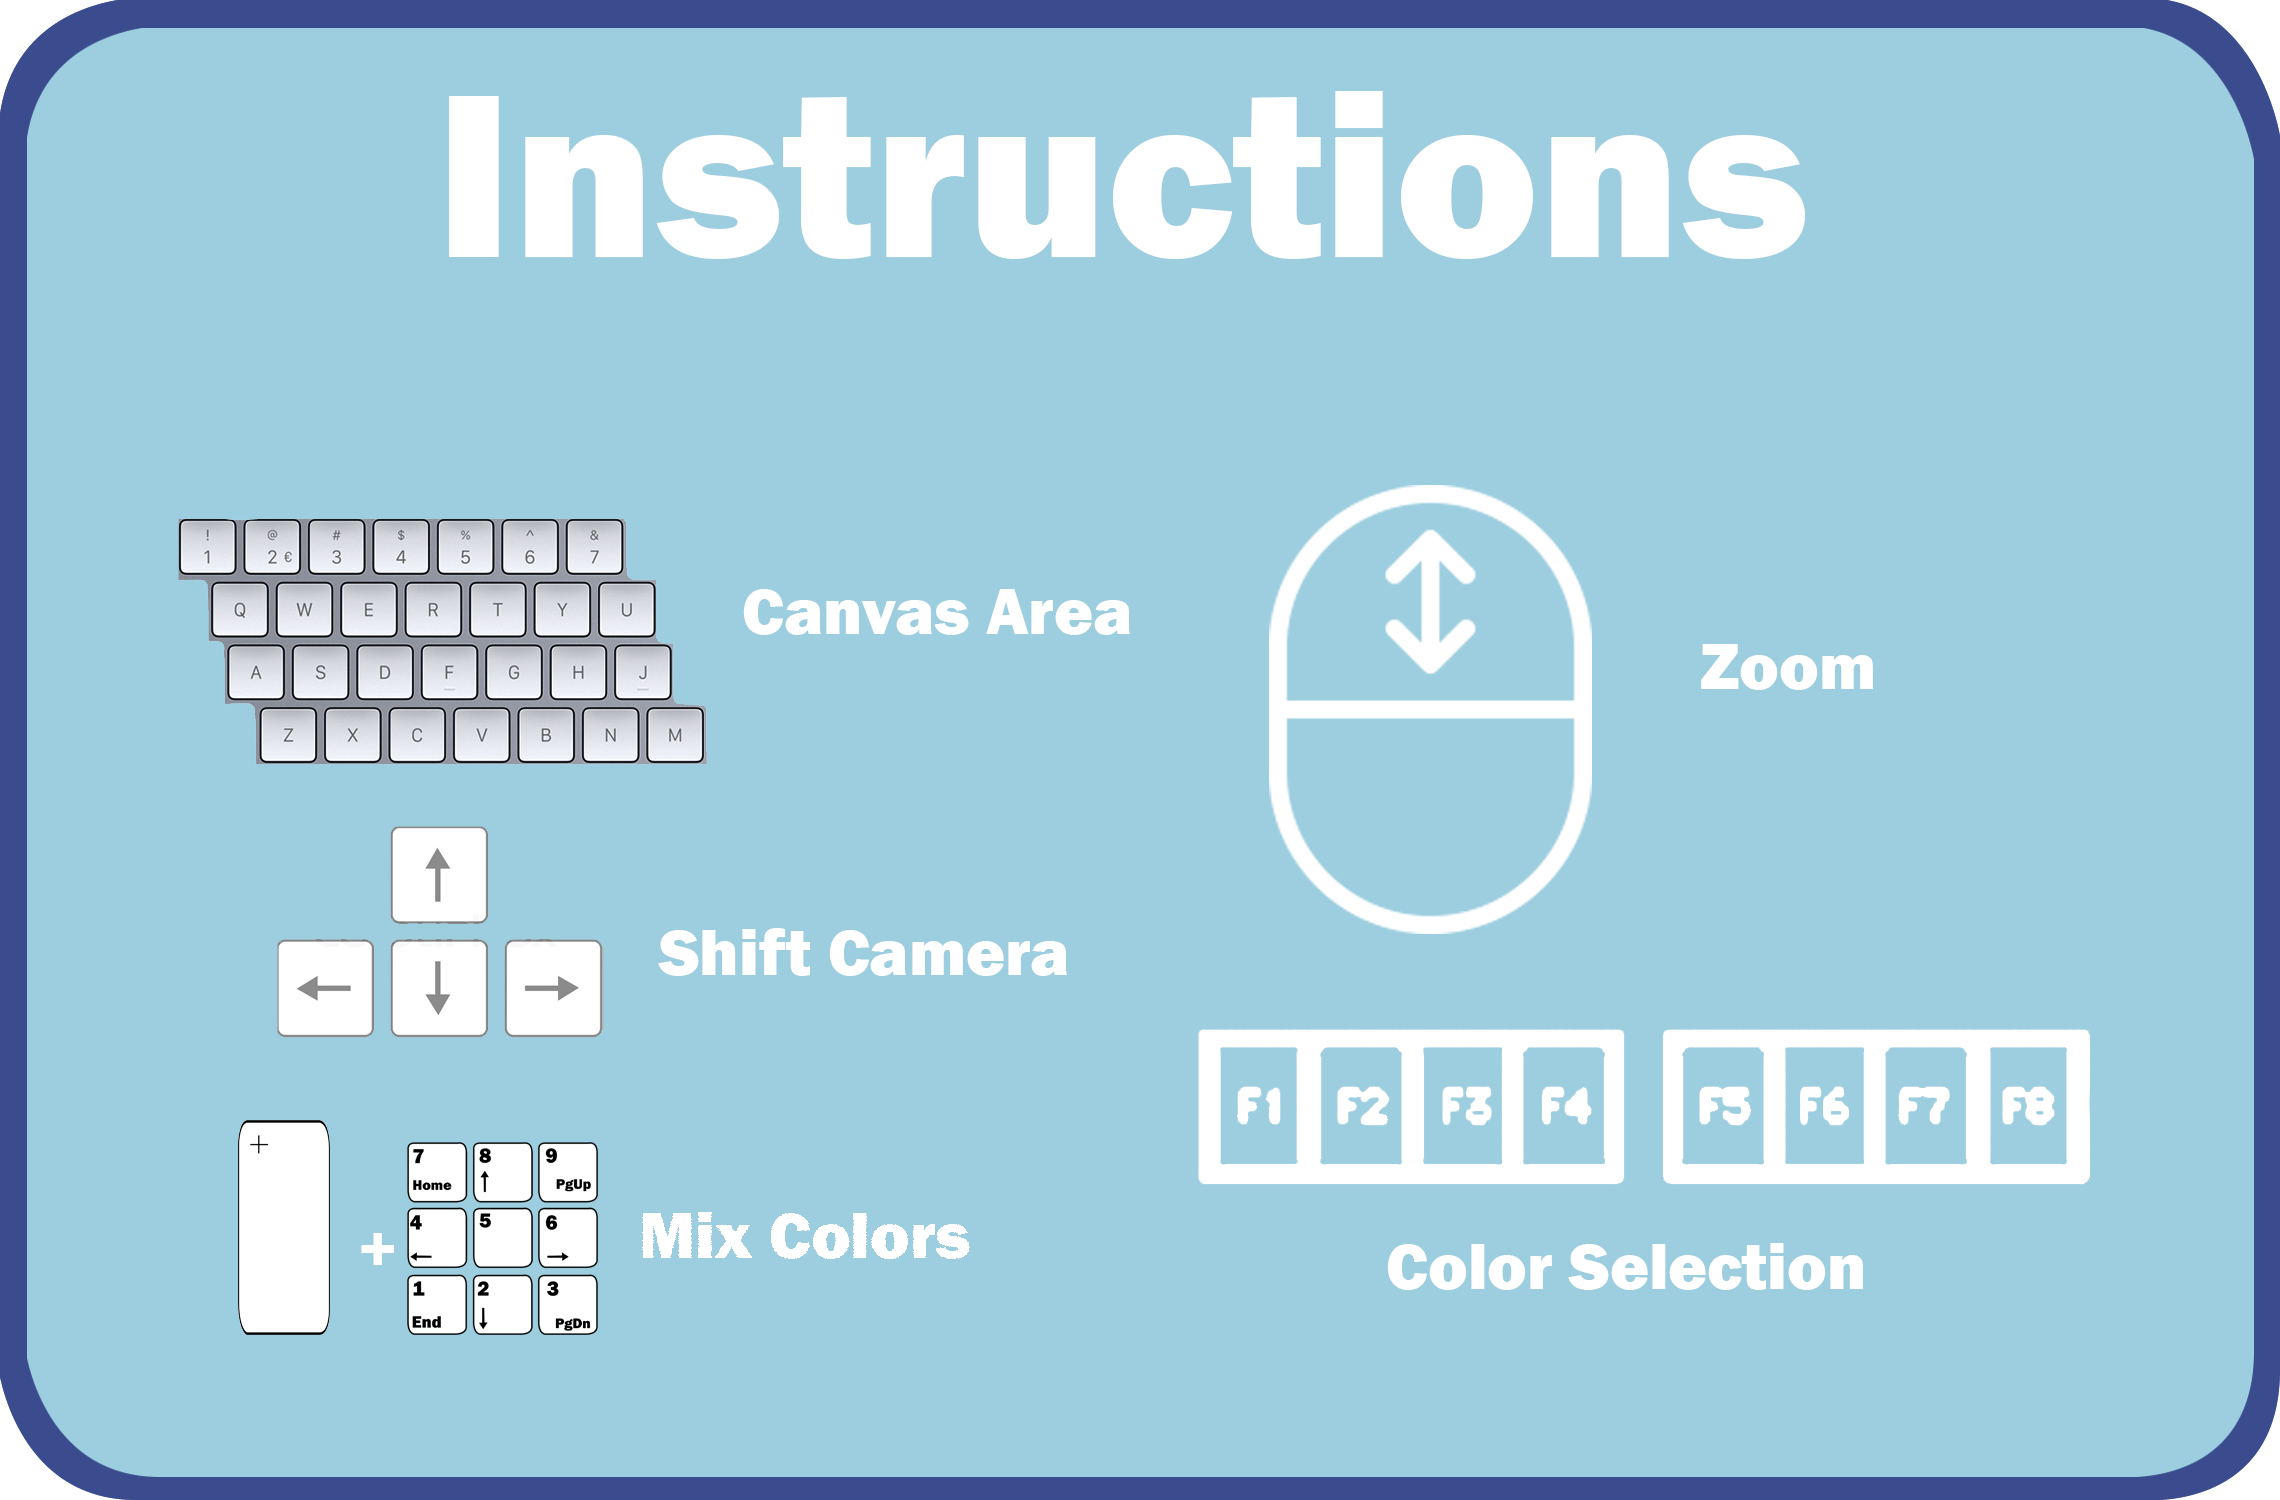 Instructions
! @ # $ % ^ &
1 2 € 3 4 5 6 7
Q W E R T Y U
A S D F G H J
Z X C V B N M
Canvas Area
Zoom
Shift Camera
F1 F2 F3 F4 F5 F6 F7 F8
Color Selection
+
+
7 8 9
Home PgUp
4 5 6
1 2 3
End PgDn
Mix Colors